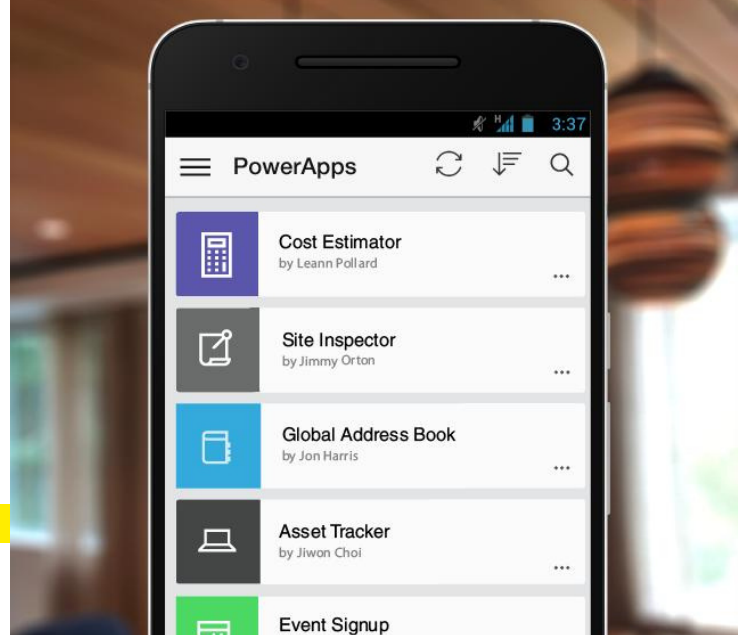 H
3:37
PowerApps
Cost Estimator
by Leann Pollard
...
Site Inspector
by Jimmy Orton
...
Global Address Book
by Jon Harris
...
Asset Tracker
by Jiwon Choi
...
Event Signup